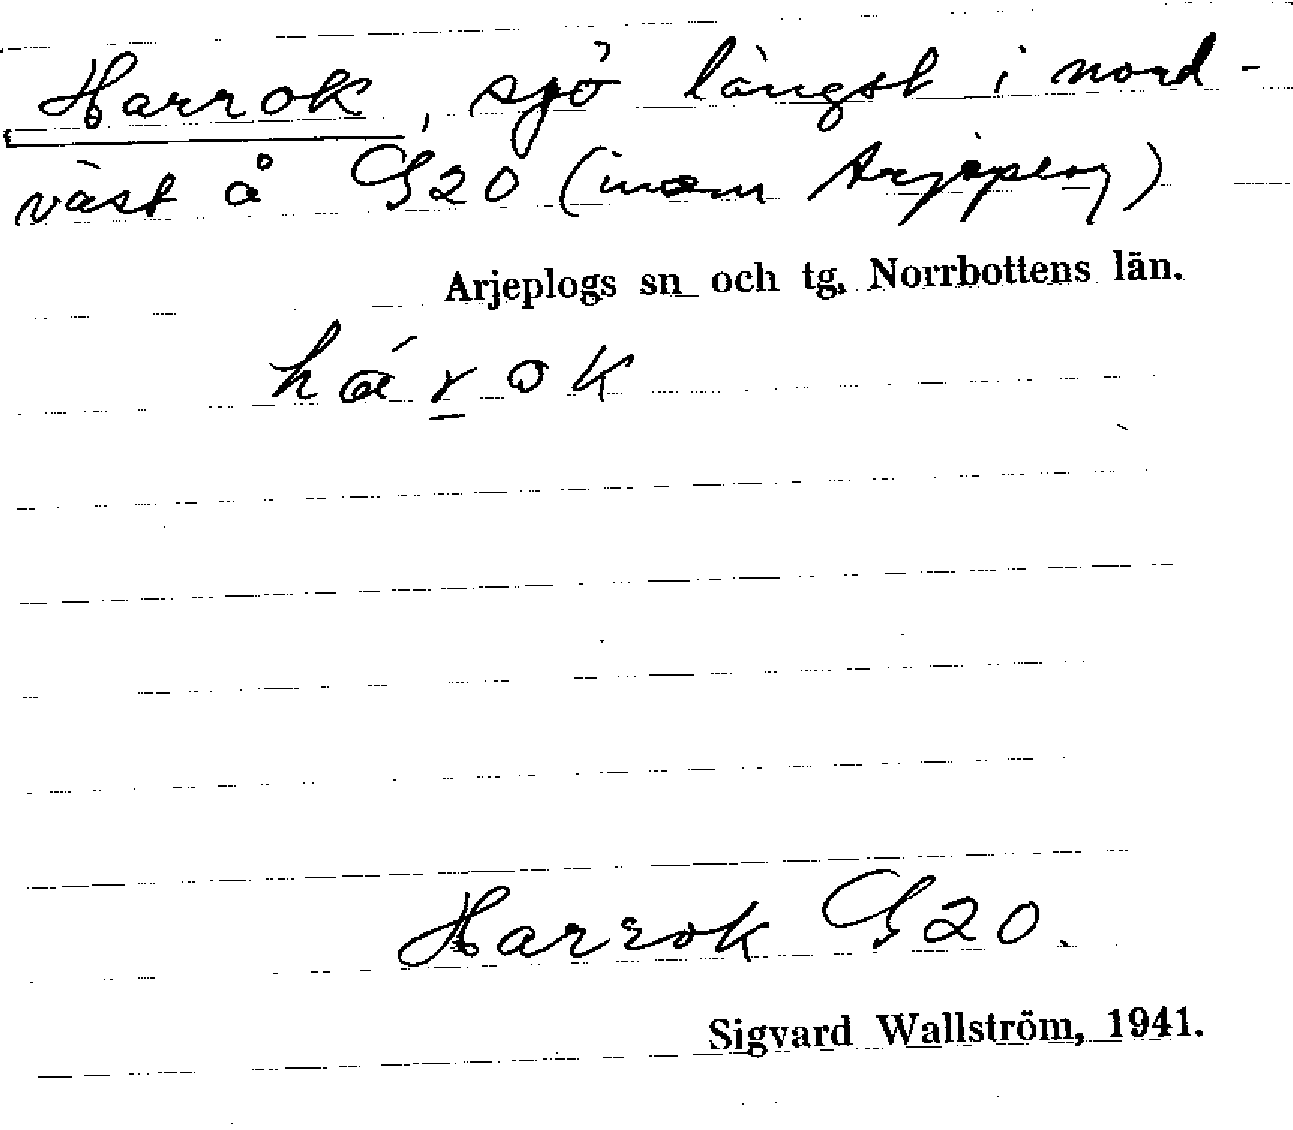 Harrok, sjö längst i nord-
väst å G20 (inom Arjeplog)
Arjeplogs sn och tg, Norrbottens län.
hárok
Harrok G20.
Sigvard Wallström, 1941.